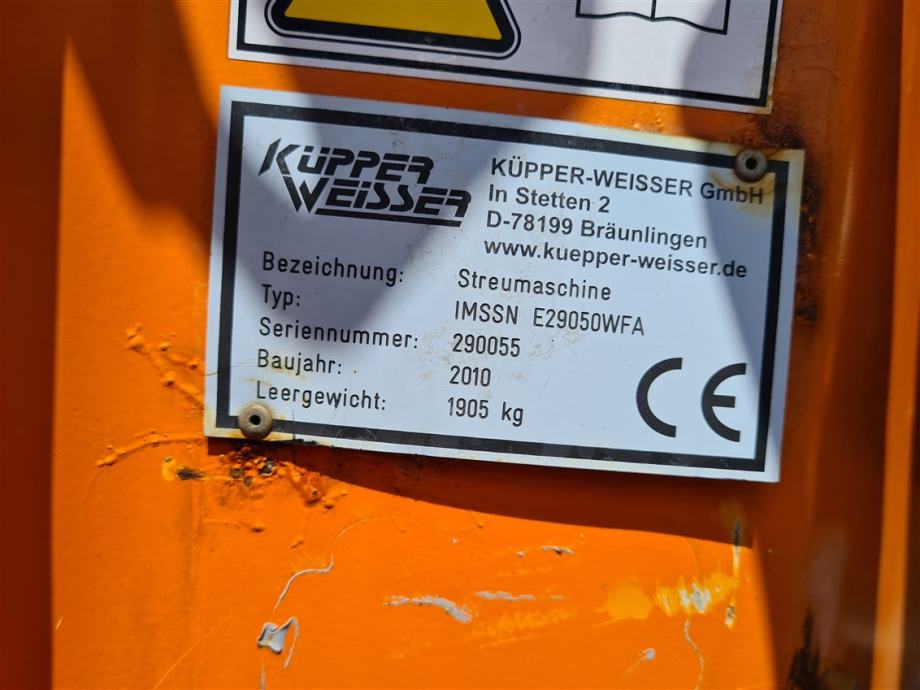 KÜPPER
WEISSER
KÜPPER-WEISSER GmbH
In Stetten 2
D-78199 Bräunlingen
www.kuepper-weisser.de
Bezeichnung: Streumaschine
Typ: IMSSN E29050WFA
Seriennummer: 290055
Baujahr: 2010
Leergewicht: 1905 kg
CE